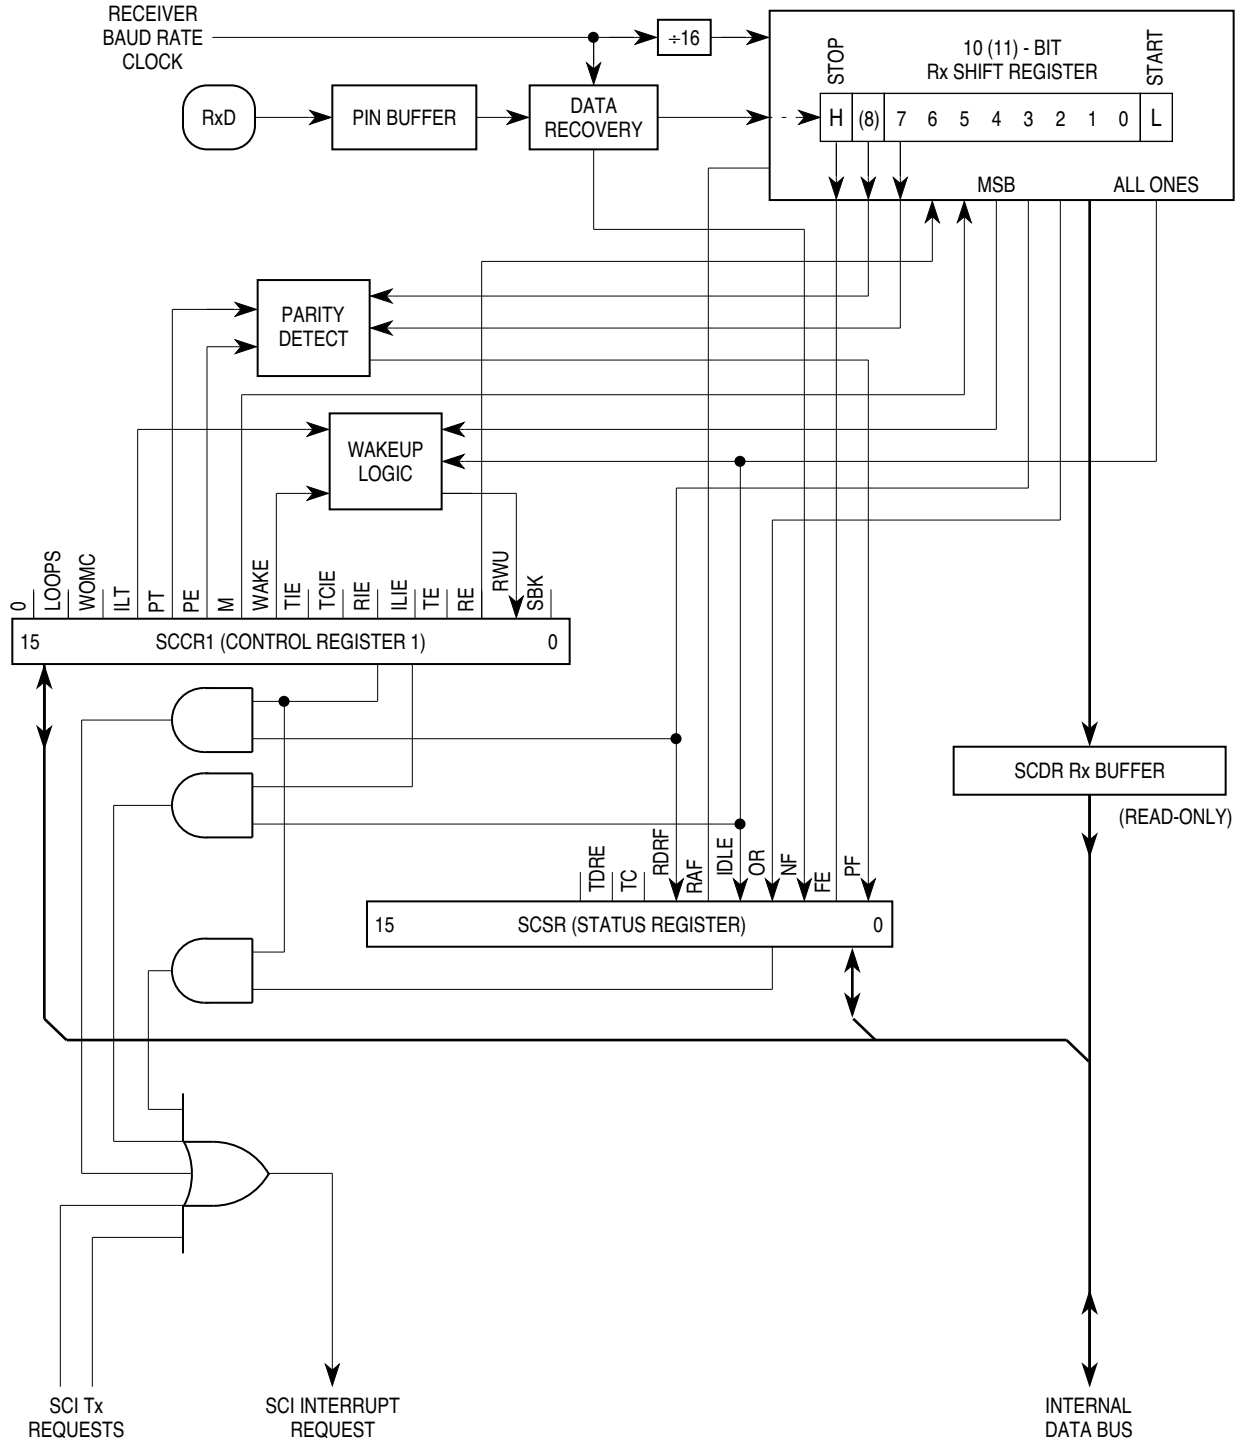 RECEIVER
BAUD RATE
CLOCK
÷16
STOP
10 (11) - BIT
Rx SHIFT REGISTER
START
RxD
PIN BUFFER
DATA
RECOVERY
H (8) 7 6 5 4 3 2 1 0 L
MSB
ALL ONES
PARITY
DETECT
WAKEUP
LOGIC
0
LOOPS
WOMC
ILT
PT
PE
M
WAKE
TIE
TCIE
RIE
ILIE
TE
RE
RWU
SBK
15 SCCR1 (CONTROL REGISTER 1) 0
SCDR Rx BUFFER
(READ-ONLY)
TDRE
TC
RDRF
RAF
IDLE
OR
NF
FE
PF
15 SCSR (STATUS REGISTER) 0
SCI Tx
REQUESTS
SCI INTERRUPT
REQUEST
INTERNAL
DATA BUS